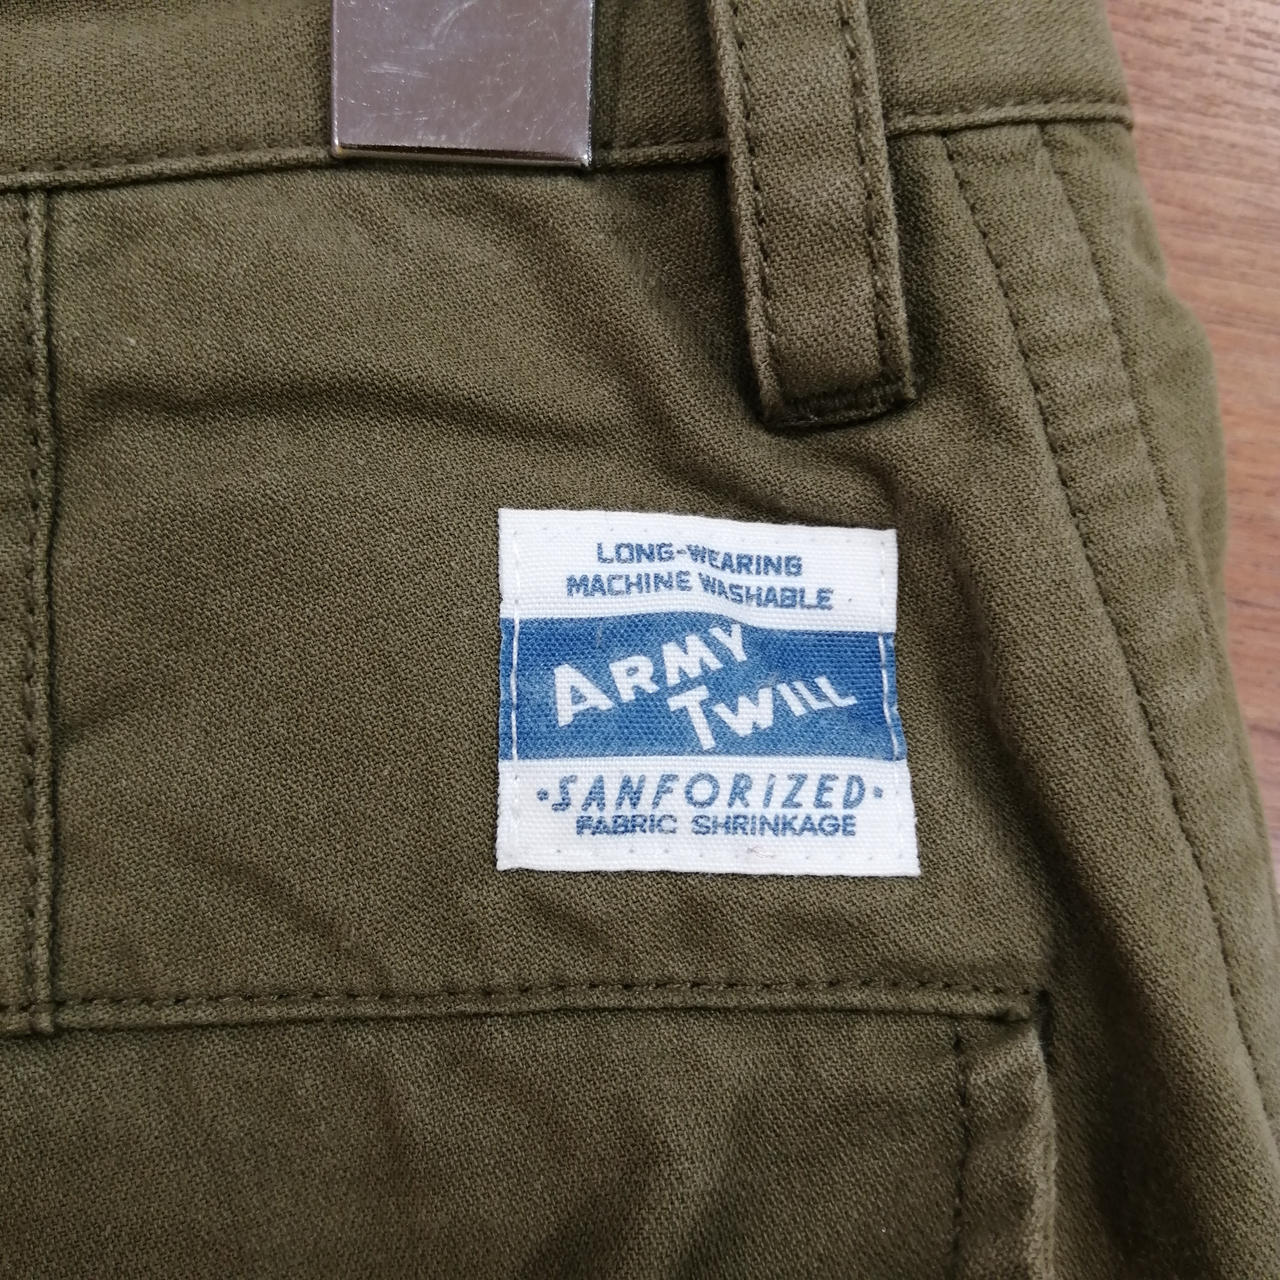 LONG-WEARING
MACHINE WASHABLE
ARMY
TWILL
·SANFORIZED·
FABRIC SHRINKAGE